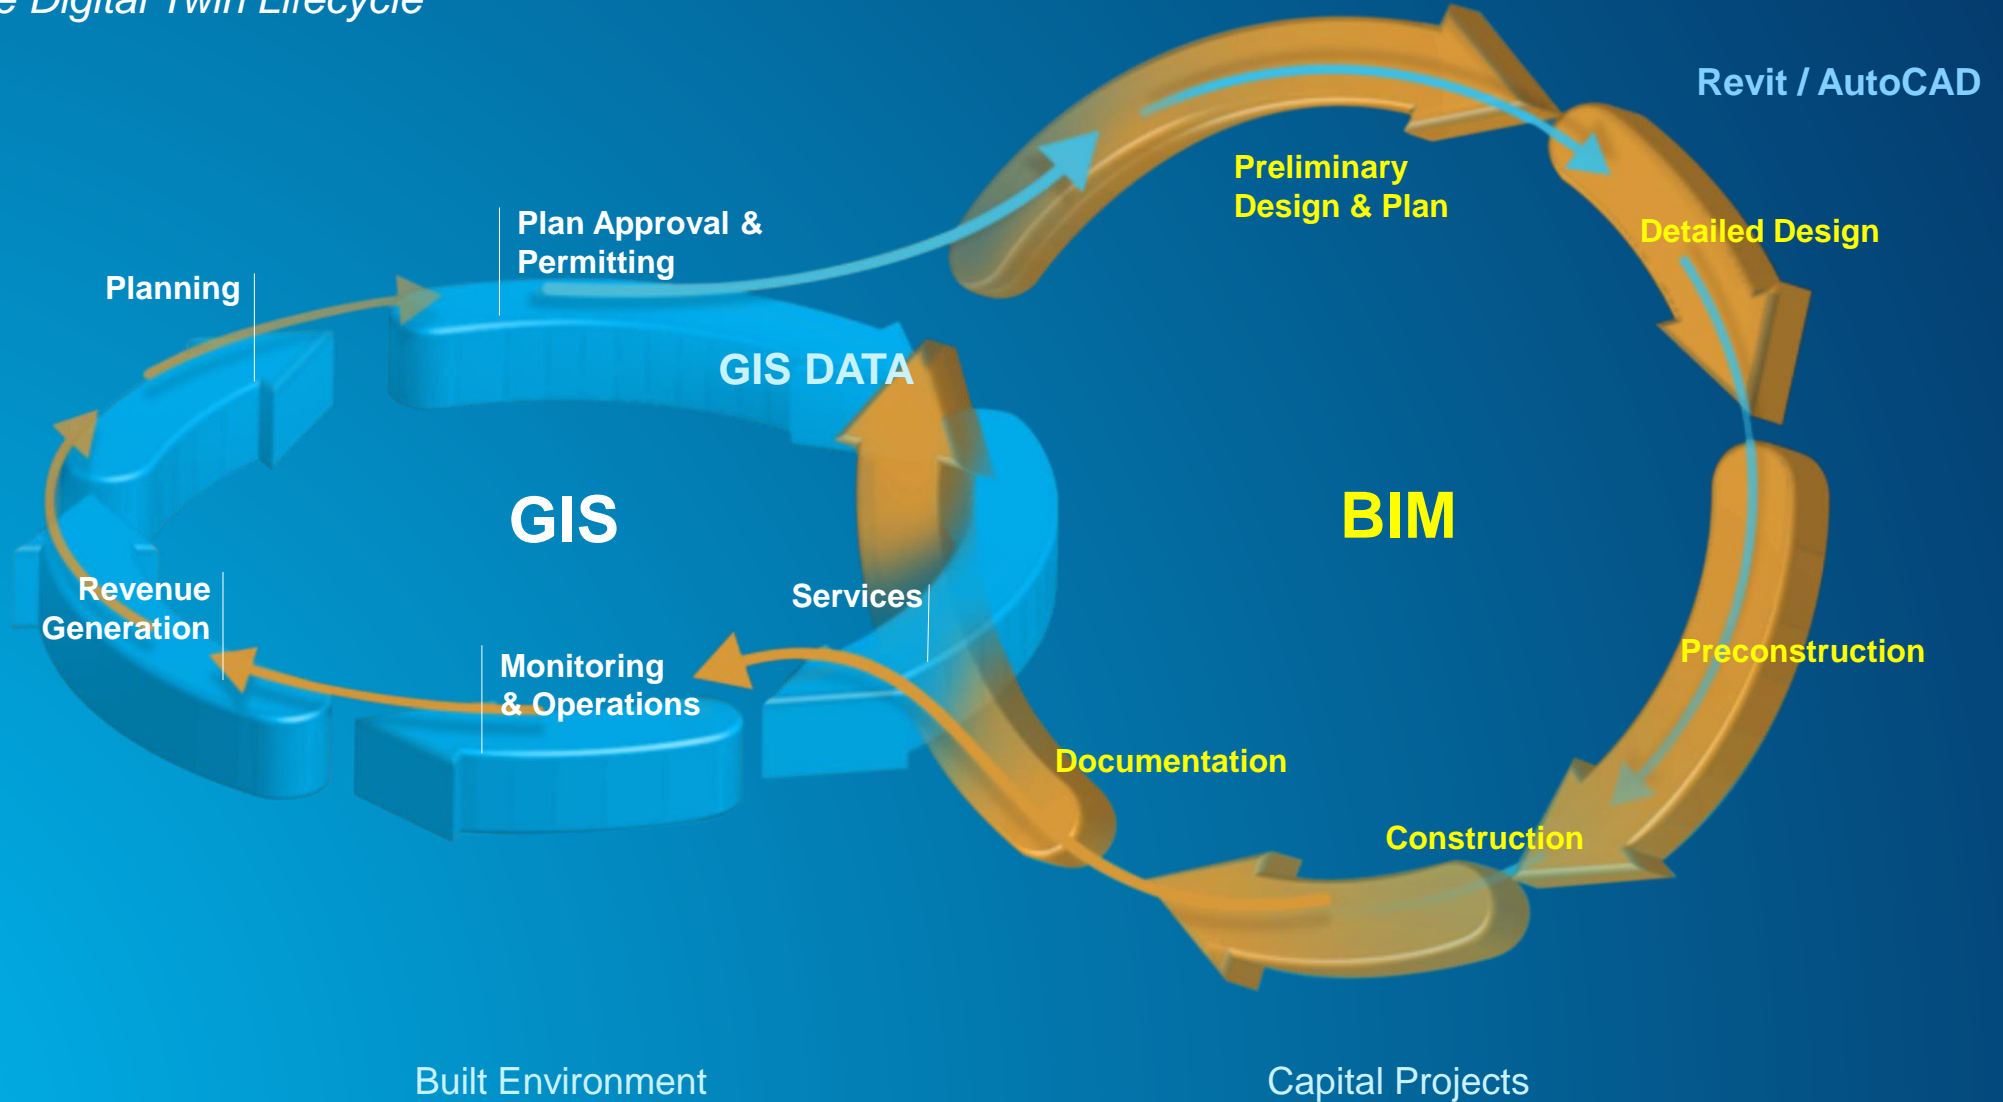 Digital Twin Lifecycle
Revit / AutoCAD
Preliminary
Design & Plan
Plan Approval &
Permitting
Detailed Design
Planning
GIS DATA
GIS
BIM
Revenue
Generation
Services
Monitoring
& Operations
Preconstruction
Documentation
Construction
Built Environment
Capital Projects